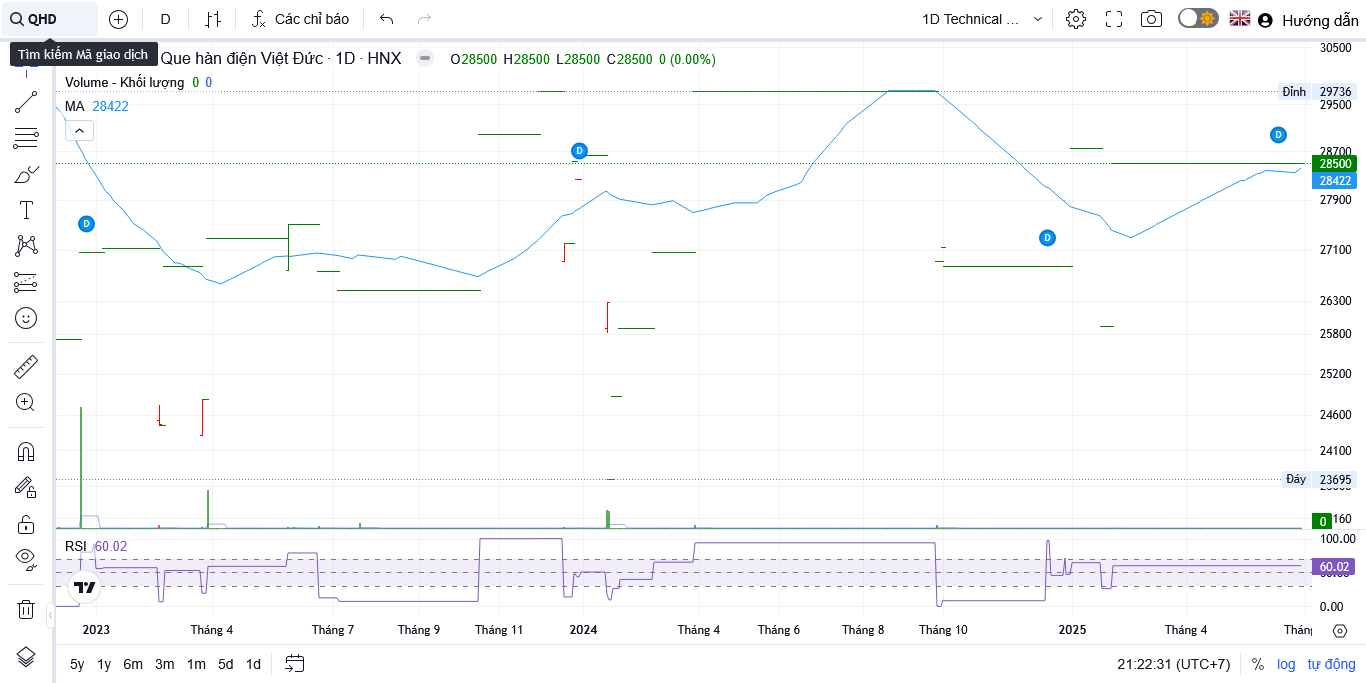 QHD
D
Các chỉ báo
1D Technical ...
Hướng dẫn
Tìm kiếm Mã giao dịch
Que hàn điện Việt Đức · 1D · HNX
O28500 H28500 L28500 C28500 0 (0.00%)
Volume - Khối lượng 0 0
MA 28422
30500
Đỉnh 29736
29500
D
D
28700
28500
28422
27900
D
D
27100
26300
25800
25200
24600
24100
Đáy 23695
0
160
RSI 60.02
100.00
60.02
0.00
2023
Tháng 4
Tháng 7
Tháng 9
Tháng 11
2024
Tháng 4
Tháng 6
Tháng 8
Tháng 10
2025
Tháng 4
5y 1y 6m 3m 1m 5d 1d
21:22:31 (UTC+7)
% log tự động